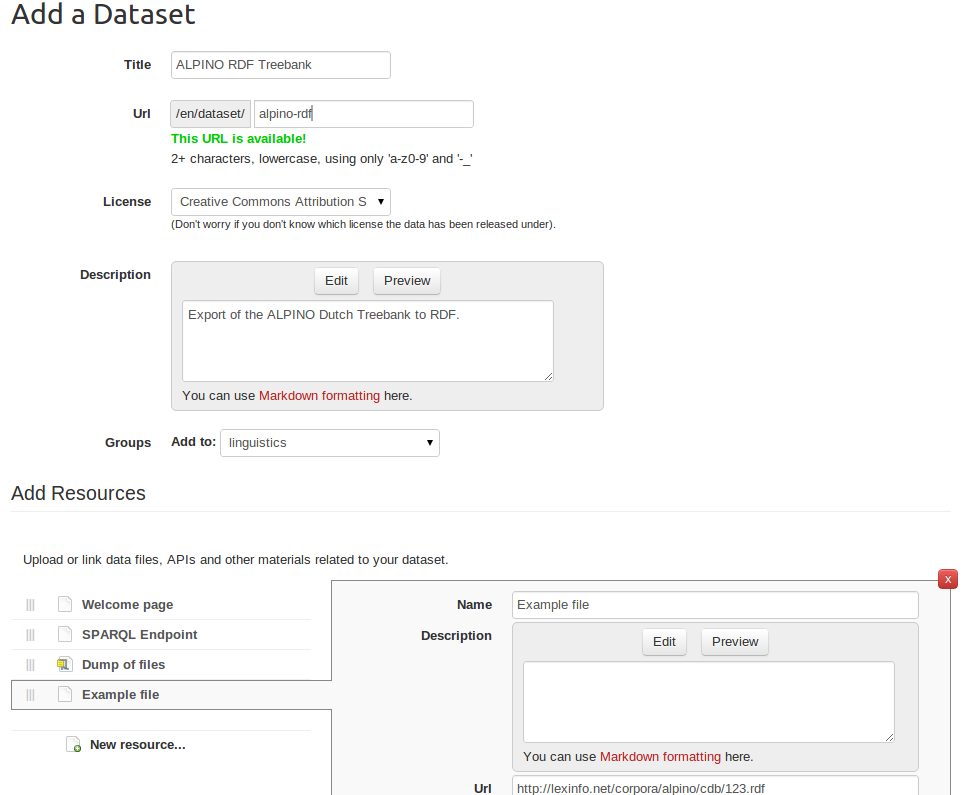 Add a Dataset
Title ALPINO RDF Treebank
Url /en/dataset/ alpino-rdf
This URL is available!
2+ characters, lowercase, using only 'a-z0-9' and '-_'
License Creative Commons Attribution S
(Don't worry if you don't know which license the data has been released under).
Description
Edit Preview
Export of the ALPINO Dutch Treebank to RDF.
You can use Markdown formatting here.
Groups Add to: linguistics
Add Resources
Upload or link data files, APIs and other materials related to your dataset.
x
Welcome page
SPARQL Endpoint
Dump of files
Example file
New resource...
Name Example file
Description
Edit Preview
You can use Markdown formatting here.
Url http://lexinfo.net/corpora/alpino/cdb/123.rdf